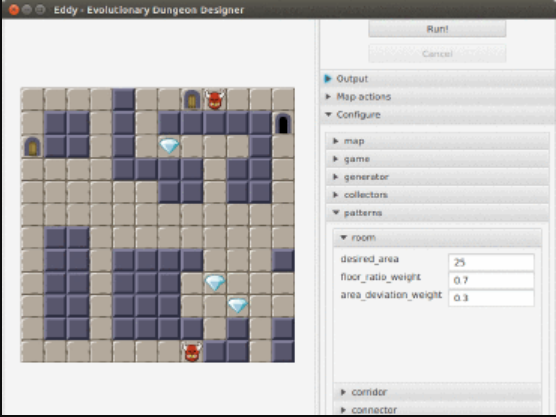 Eddy - Evolutionary Dungeon Designer
Run!
Cancel
Output
Map actions
Configure
map
game
generator
collectors
patterns
room
desired_area 25
floor_ratio_weight 0.7
area_deviation_weight 0.3
corridor
connector